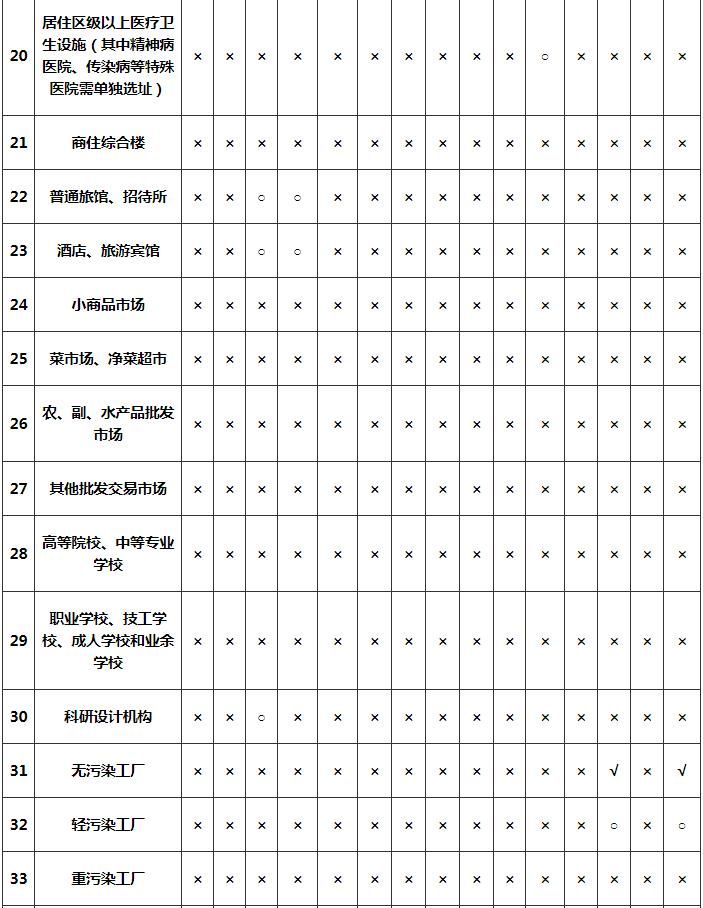 20
居住区级以上医疗卫
生设施（其中精神病
医院、传染病等特殊
医院需单独选址）
× × × × × × × × × × ○ × × × ×
21 商住综合楼 × × × × × × × × × × × × × × ×
22 普通旅馆、招待所 × × ○ ○ × × × × × × × × × × ×
23 酒店、旅游宾馆 × × ○ ○ × × × × × × × × × × ×
24 小商品市场 × × × × × × × × × × × × × × ×
25 菜市场、净菜超市 × × × × × × × × × × × × × × ×
26
农、副、水产品批发
市场
× × × × × × × × × × × × × × ×
27 其他批发交易市场 × × × × × × × × × × × × × × ×
28
高等院校、中等专业
学校
× × × × × × × × × × × × × × ×
29
职业学校、技工学
校、成人学校和业余
学校
× × × × × × × × × × × × × × ×
30 科研设计机构 × × ○ × × × × × × × × × × × ×
31 无污染工厂 × × × × × × × × × × × × √ × √
32 轻污染工厂 × × × × × × × × × × × × ○ × ○
33 重污染工厂 × × × × × × × × × × × × × × ×